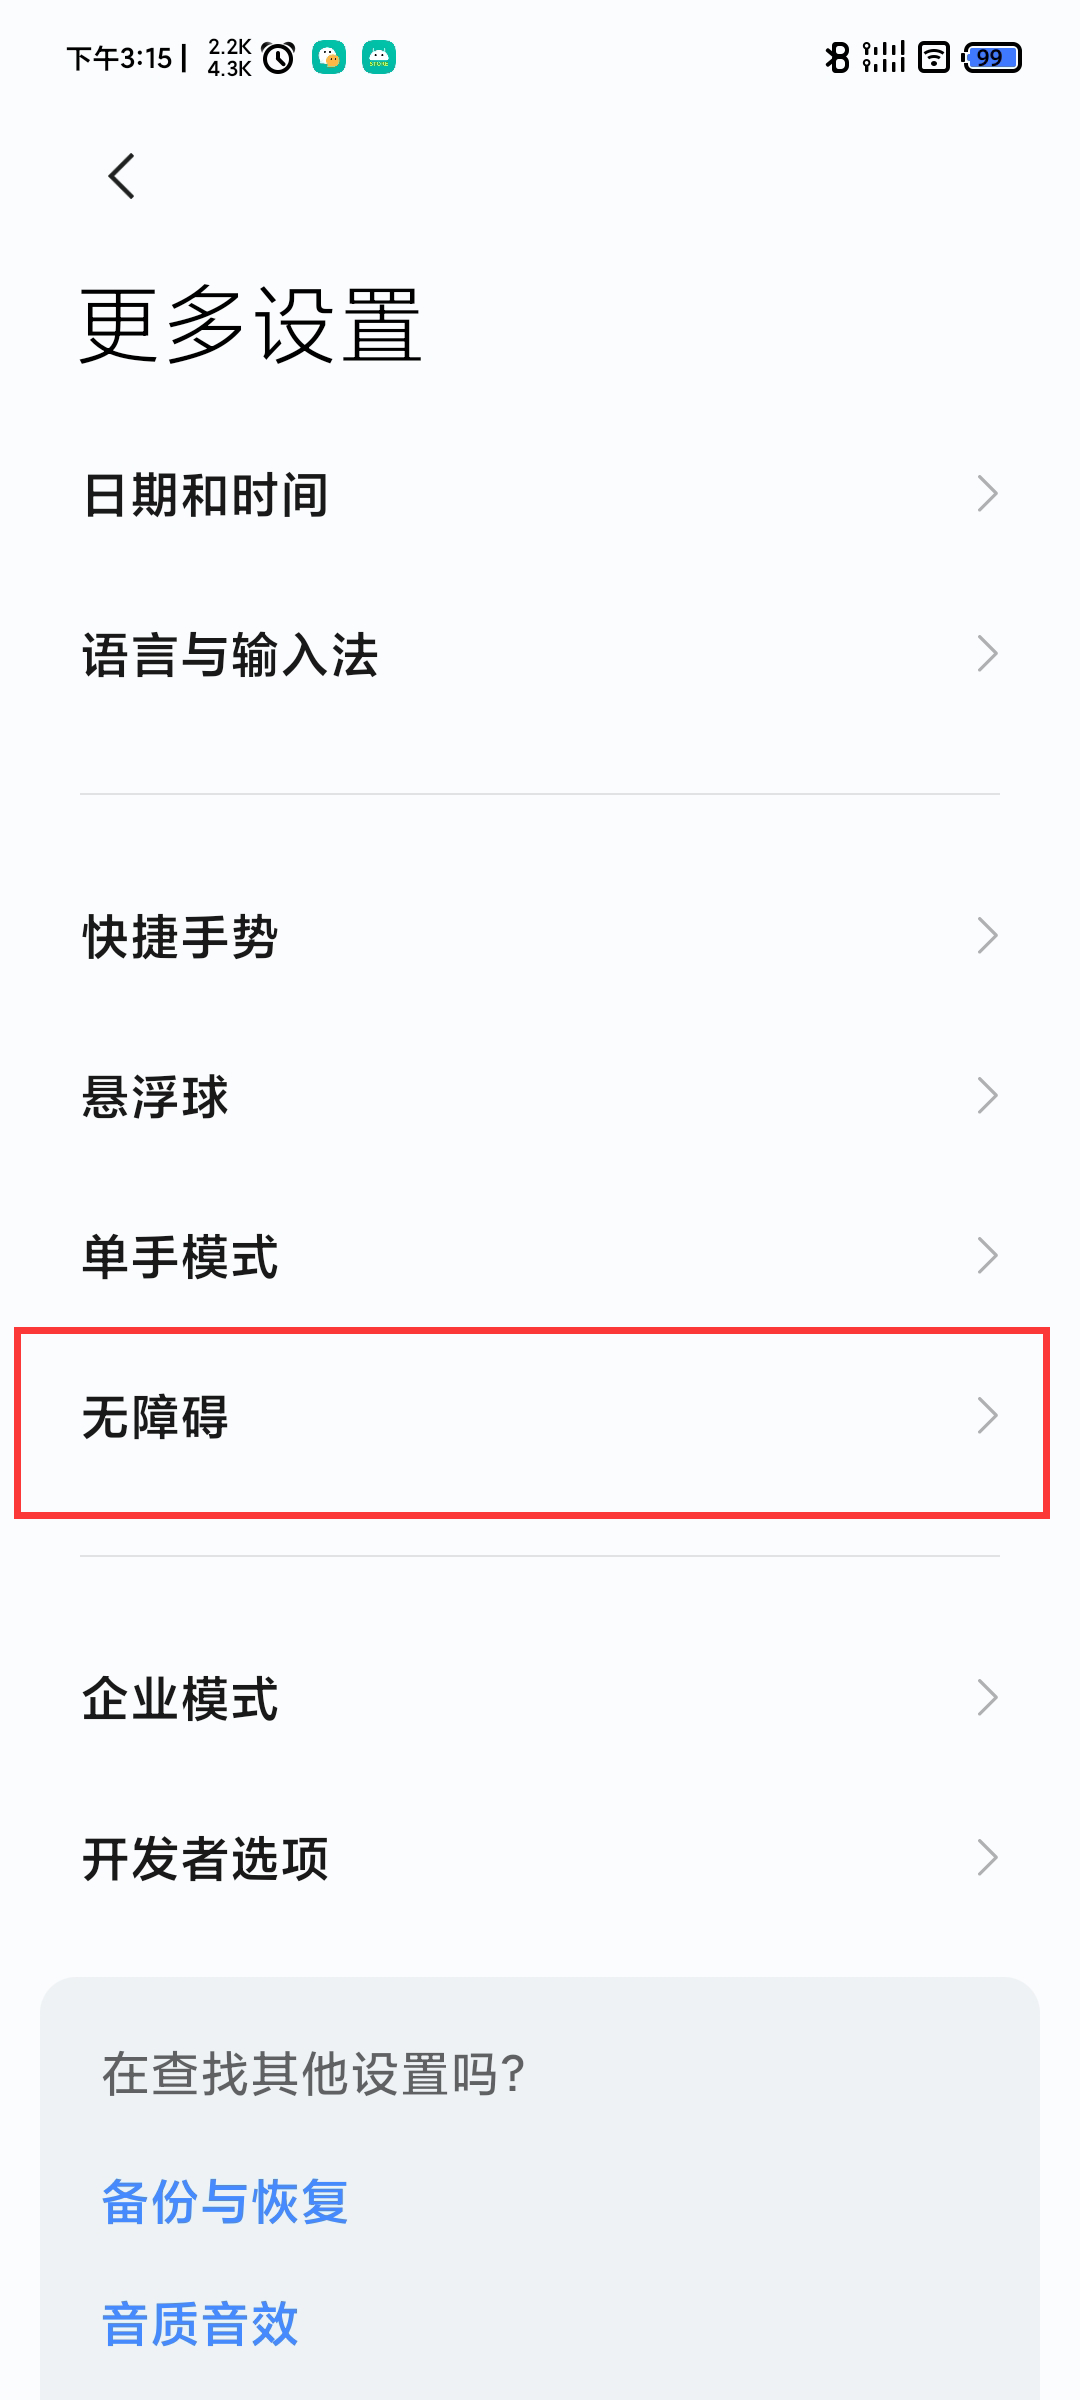 下午3:15 2.2K
4.3K
99
更多设置
日期和时间
语言与输入法
快捷手势
悬浮球
单手模式
无障碍
企业模式
开发者选项
在查找其他设置吗?
备份与恢复
音质音效